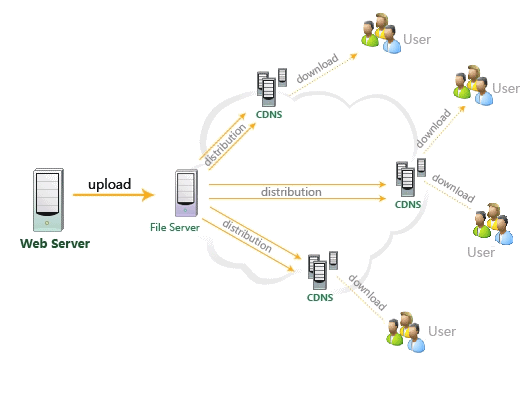 User
download
User
CDNS
download
distribution
upload
distribution
download
CDNS
File Server
Web Server
distribution
User
CDNS
download
User